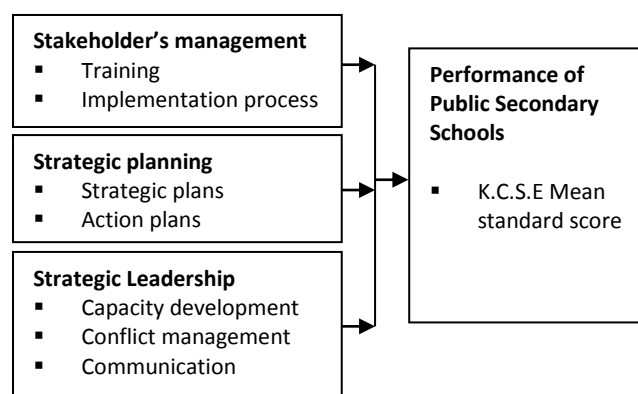 Stakeholder's management
▪ Training
▪ Implementation process
Strategic planning
▪ Strategic plans
▪ Action plans
Strategic Leadership
▪ Capacity development
▪ Conflict management
▪ Communication
Performance of
Public Secondary
Schools
▪ K.C.S.E Mean
standard score